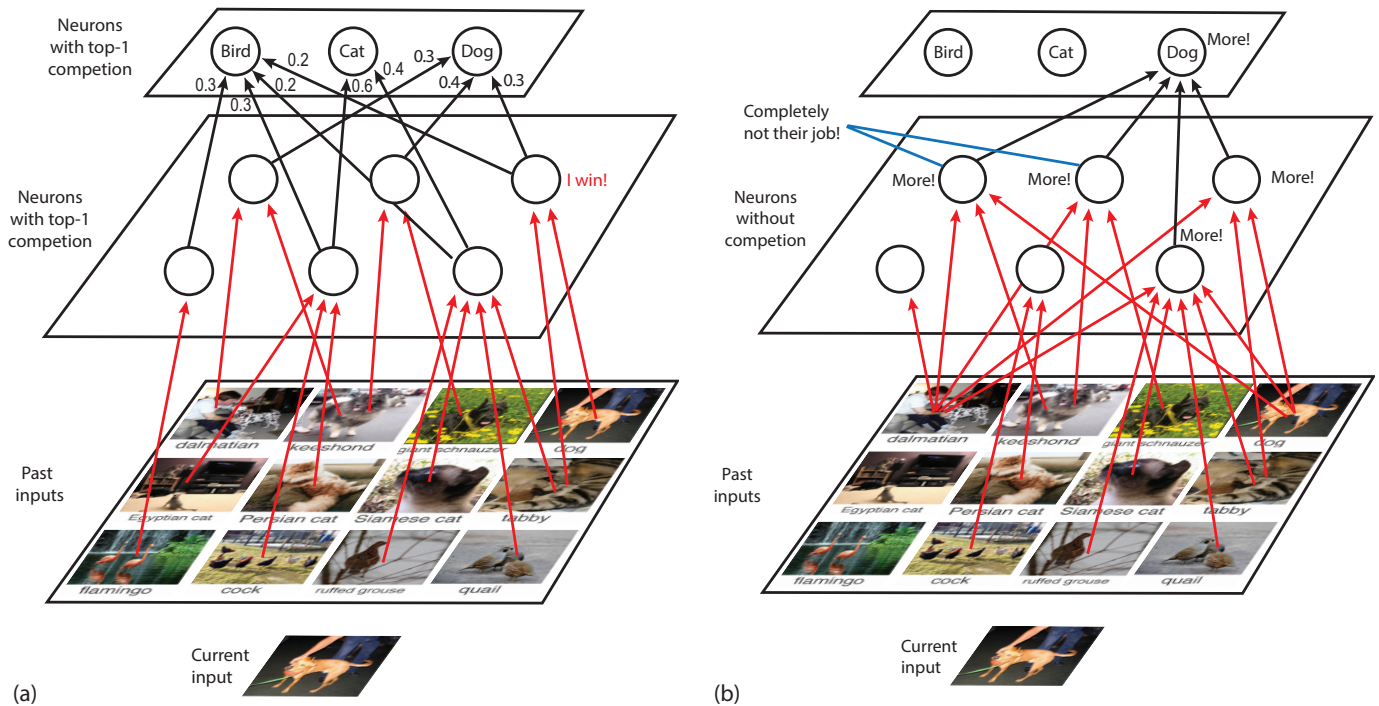 Neurons
with top-1
competion
Bird
Cat
Dog
0.2
0.3
0.4
0.3
0.2
0.6
0.4
0.3
0.3
Neurons
with top-1
competion
I win!
Past
inputs
dalmatian
keeshond
giant schnauzer
dog
Egyptian cat
Persian cat
Siamese cat
tabby
flamingo
cock
ruffed grouse
quail
Current
input
(a)
Bird
Cat
Dog
More!
Completely
not their job!
Neurons
without
competion
More!
More!
More!
More!
Past
inputs
dalmatian
keeshond
giant schnauzer
dog
Egyptian cat
Persian cat
Siamese cat
tabby
flamingo
cock
ruffed grouse
quail
Current
input
(b)